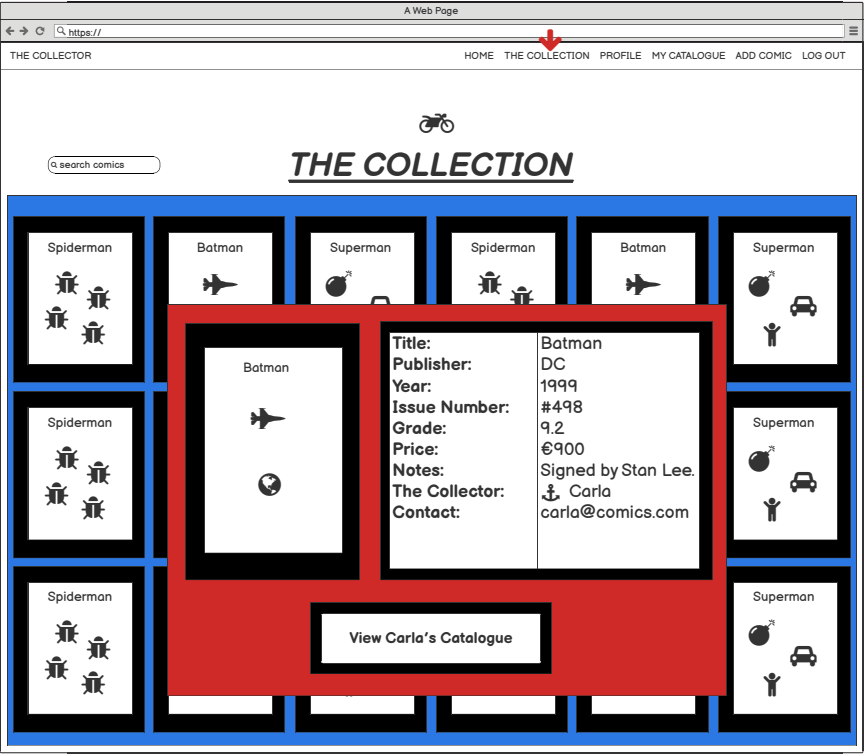 A Web Page
https://
THE COLLECTOR
HOME THE COLLECTION PROFILE MY CATALOGUE ADD COMIC LOG OUT
search comics
THE COLLECTION
Spiderman Batman Superman Spiderman Batman Superman
Batman
Title: Batman
Publisher: DC
Year: 1999
Issue Number: #498
Grade: 9.2
Price: €900
Notes: Signed by Stan Lee.
The Collector: Carla
Contact: carla@comics.com
Spiderman Superman
Spiderman Superman
View Carla's Catalogue